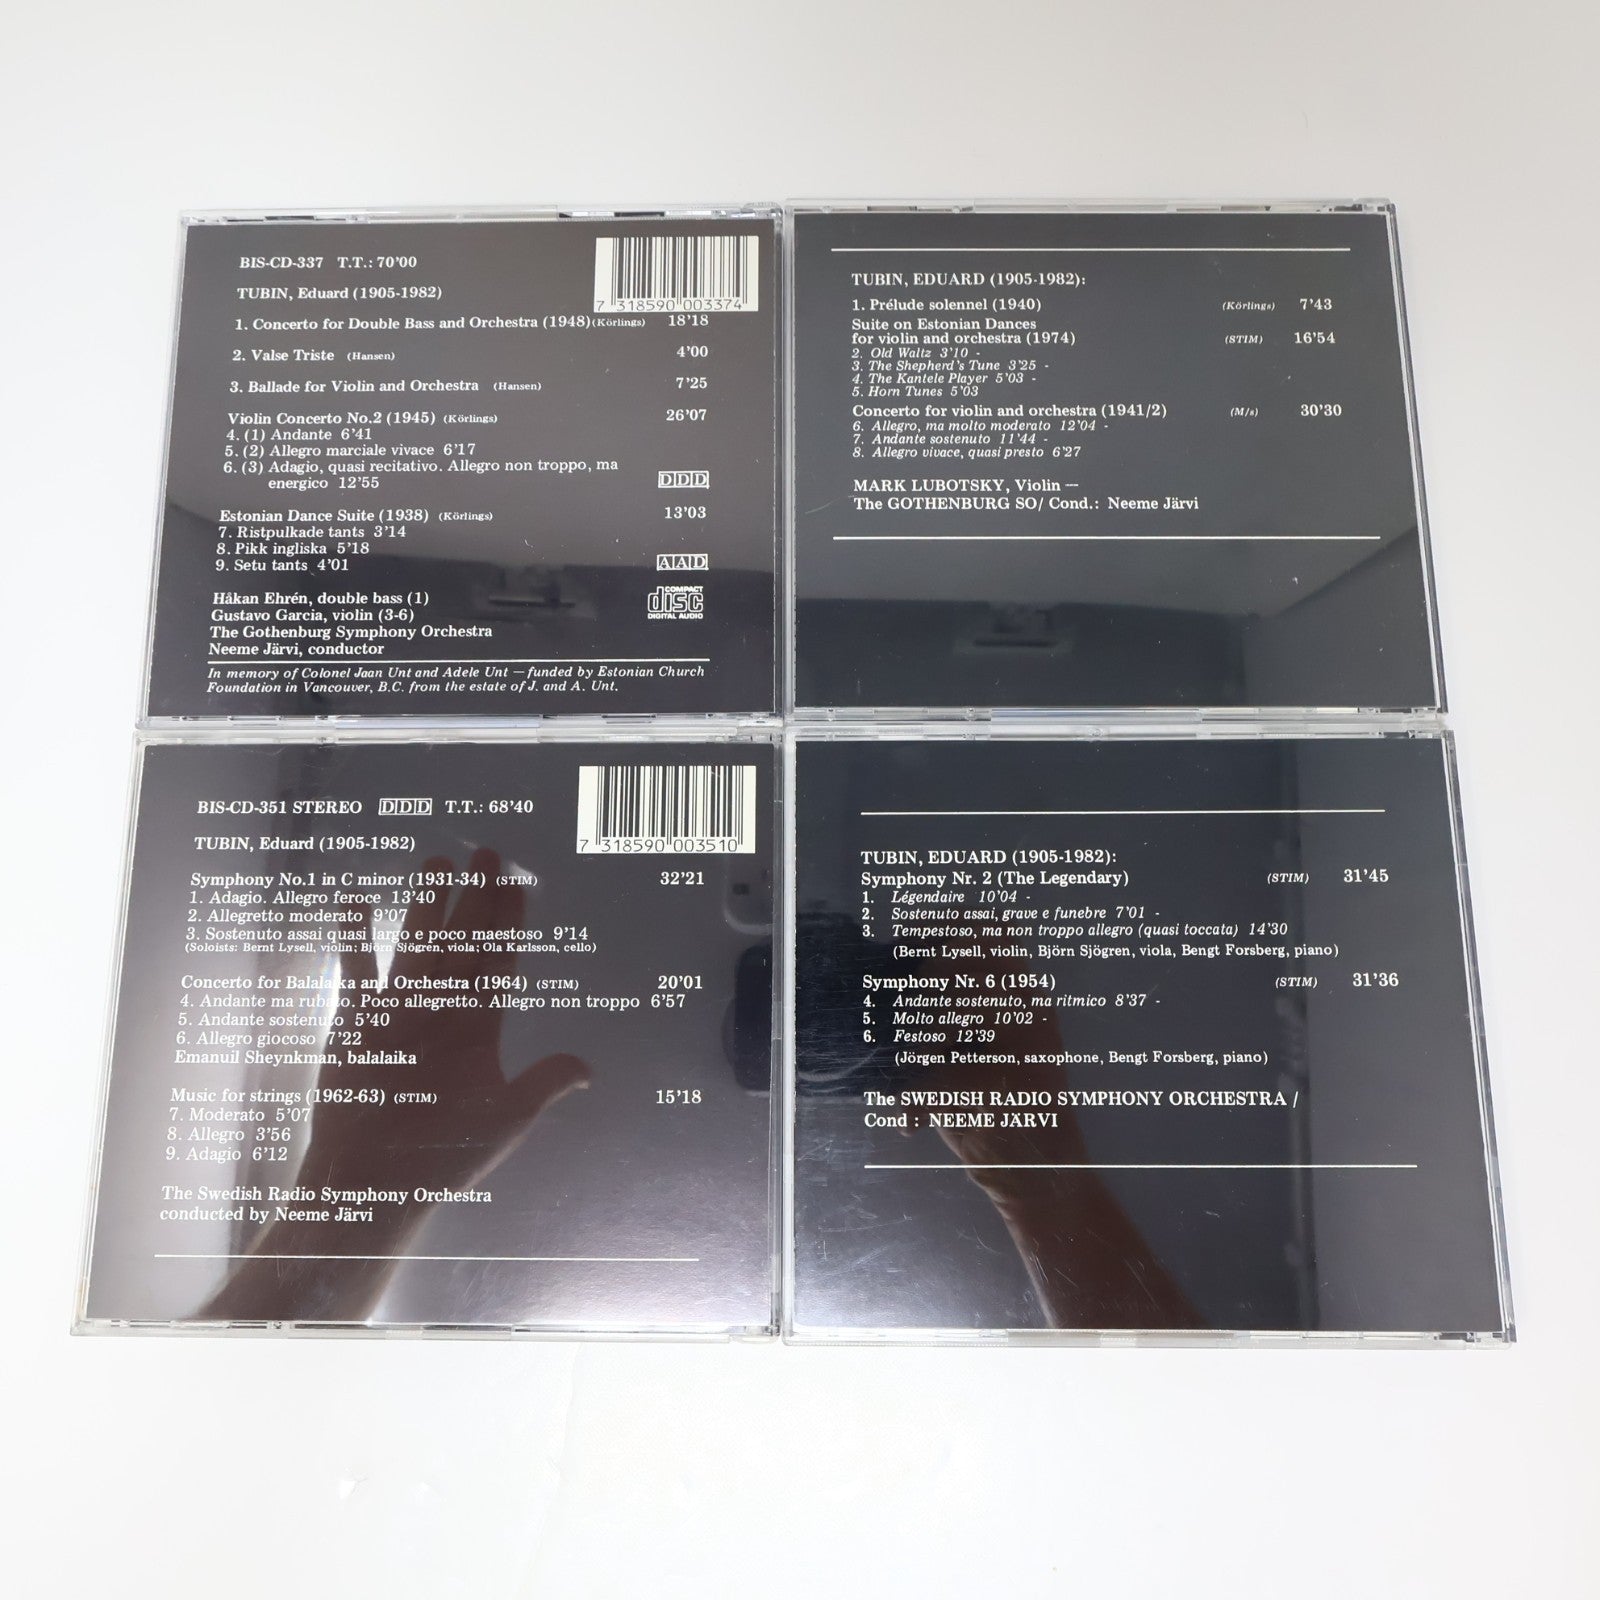 BIS-CD-337 T.T.: 70'00
7 318590 003374
TUBIN, Eduard (1905-1982)
1. Concerto for Double Bass and Orchestra (1948) (Körlings) 18'18
2. Valse Triste (Hansen) 4'00
3. Ballade for Violin and Orchestra (Hansen) 7'25
Violin Concerto No.2 (1945) (Körlings) 26'07
4. (1) Andante 6'41
5. (2) Allegro marciale vivace 6'17
6. (3) Adagio, quasi recitativo. Allegro non troppo, ma
energico 12'55
DDD
Estonian Dance Suite (1938) (Körlings) 13'03
7. Ristpulkade tants 3'14
8. Pikk ingliska 5'18
9. Setu tants 4'01
AAD
COMPACT
disc
DIGITAL AUDIO
Håkan Ehrén, double bass (1)
Gustavo Garcia, violin (3-6)
The Gothenburg Symphony Orchestra
Neeme Järvi, conductor
In memory of Colonel Jaan Unt and Adele Unt — funded by Estonian Church
Foundation in Vancouver, B.C. from the estate of J. and A. Unt.
TUBIN, EDUARD (1905-1982):
1. Prélude solennel (1940) (Körlings) 7'43
Suite on Estonian Dances
for violin and orchestra (1974) (STIM) 16'54
2. Old Waltz 3'10 -
3. The Shepherd's Tune 3'25 -
4. The Kantele Player 5'03 -
5. Horn Tunes 5'03
Concerto for violin and orchestra (1941/2) (M/s) 30'30
6. Allegro, ma molto moderato 12'04 -
7. Andante sostenuto 11'44 -
8. Allegro vivace, quasi presto 6'27
MARK LUBOTSKY, Violin —
The GOTHENBURG SO/ Cond.: Neeme Järvi
BIS-CD-351 STEREO DDD T.T.: 68'40
7 318590 003510
TUBIN, Eduard (1905-1982)
Symphony No.1 in C minor (1931-34) (STIM) 32'21
1. Adagio. Allegro feroce 13'40
2. Allegretto moderato 9'07
3. Sostenuto assai quasi largo e poco maestoso 9'14
(Soloists: Bernt Lysell, violin; Björn Sjögren, viola; Ola Karlsson, cello)
Concerto for Balalaika and Orchestra (1964) (STIM) 20'01
4. Andante ma rubato. Poco allegretto. Allegro non troppo 6'57
5. Andante sostenuto 5'40
6. Allegro giocoso 7'22
Emanuil Sheynkman, balalaika
Music for strings (1962-63) (STIM) 15'18
7. Moderato 5'07
8. Allegro 3'56
9. Adagio 6'12
The Swedish Radio Symphony Orchestra
conducted by Neeme Järvi
TUBIN, EDUARD (1905-1982):
Symphony Nr. 2 (The Legendary) (STIM) 31'45
1. Légendaire 10'04 -
2. Sostenuto assai, grave e funebre 7'01 -
3. Tempestoso, ma non troppo allegro (quasi toccata) 14'30
(Bernt Lysell, violin, Björn Sjögren, viola, Bengt Forsberg, piano)
Symphony Nr. 6 (1954) (STIM) 31'36
4. Andante sostenuto, ma ritmico 8'37 -
5. Molto allegro 10'02 -
6. Festoso 12'39
(Jörgen Petterson, saxophone, Bengt Forsberg, piano)
The SWEDISH RADIO SYMPHONY ORCHESTRA /
Cond : NEEME JÄRVI